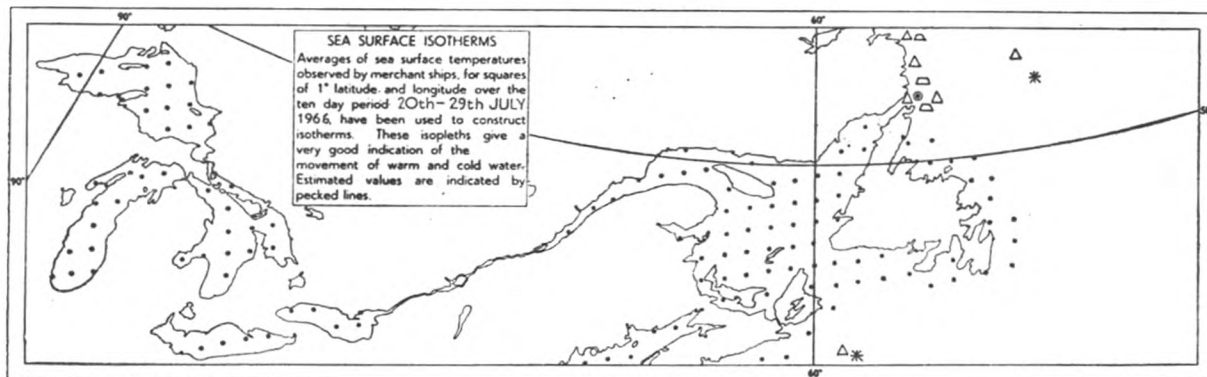 90°
60°
SEA SURFACE ISOTHERMS
Averages of sea surface temperatures
observed by merchant ships, for squares
of 1° latitude and longitude over the
ten day period 20th-29th JULY
1966, have been used to construct
isotherms. These isopleths give a
very good indication of the
movement of warm and cold water.
Estimated values are indicated by
pecked lines.
90°
60°